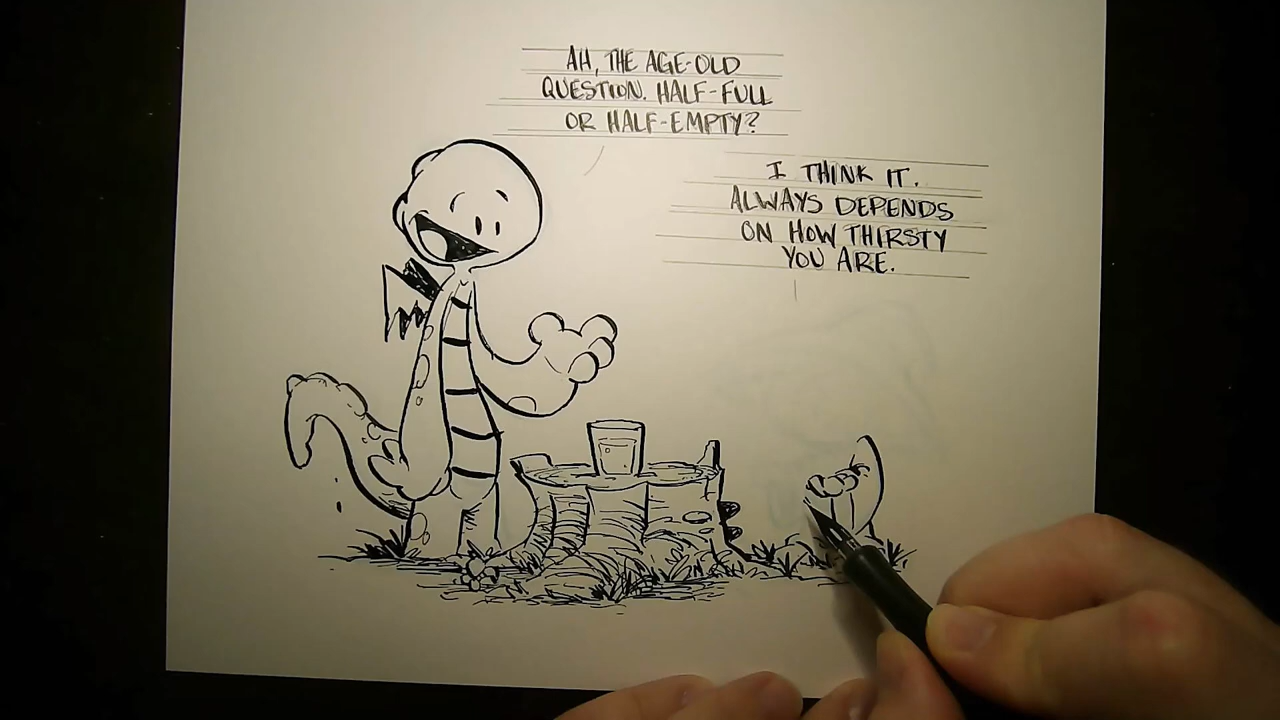 AH, THE AGE-OLD
QUESTION. HALF-FULL
OR HALF-EMPTY?
I THINK IT.
ALWAYS DEPENDS
ON HOW THIRSTY
YOU ARE.